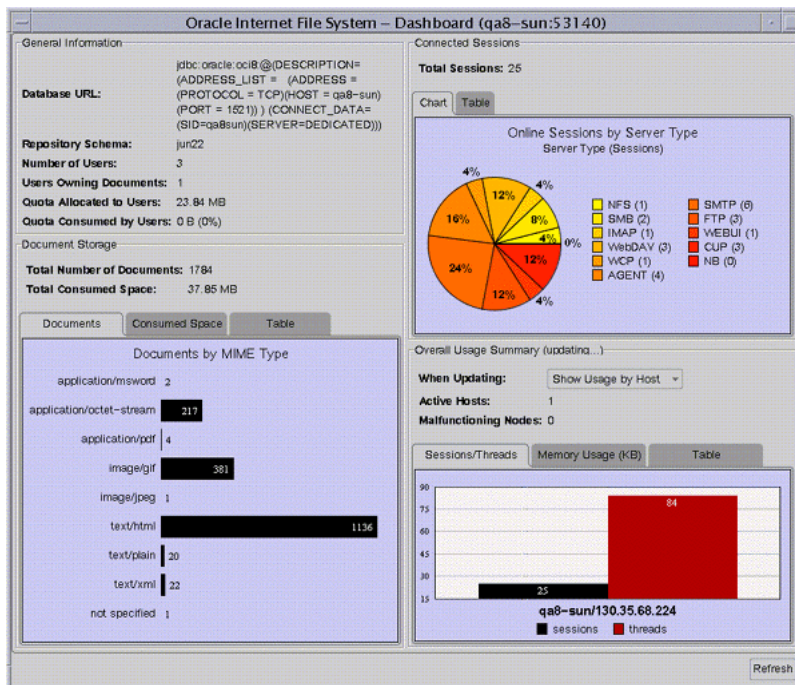 Oracle Internet File System – Dashboard (qa8-sun:53140)
General Information
Database URL:
jdbc:oracle:oci8:@(DESCRIPTION=
(ADDRESS_LIST = (ADDRESS =
(PROTOCOL = TCP)(HOST = qa8-sun)
(PORT = 1521)) ) (CONNECT_DATA=
(SID=qa8sun)(SERVER=DEDICATED)))
Repository Schema: jun22
Number of Users: 3
Users Owning Documents: 1
Quota Allocated to Users: 23.84 MB
Quota Consumed by Users: 0 B (0%)
Document Storage
Total Number of Documents: 1784
Total Consumed Space: 37.85 MB
Documents Consumed Space Table
Documents by MIME Type
application/msword 2
application/octet-stream 217
application/pdf 4
image/gif 381
image/jpeg 1
text/html 1136
text/plain 20
text/xml 22
not specified 1
Connected Sessions
Total Sessions: 25
Chart Table
Online Sessions by Server Type
Server Type (Sessions)
4%
12%
4%
16%
8%
4%
0%
24%
12%
12%
4%
NFS (1)
SMB (2)
IMAP (1)
WebDAV (3)
WCP (1)
AGENT (4)
SMTP (6)
FTP (3)
WEBUI (1)
CUP (3)
NB (0)
Overall Usage Summary (updating...)
When Updating: Show Usage by Host
Active Hosts: 1
Malfunctioning Nodes: 0
Sessions/Threads Memory Usage (KB) Table
90
75
60
45
30
15
84
25
qa8-sun/130.35.68.224
sessions threads
Refresh